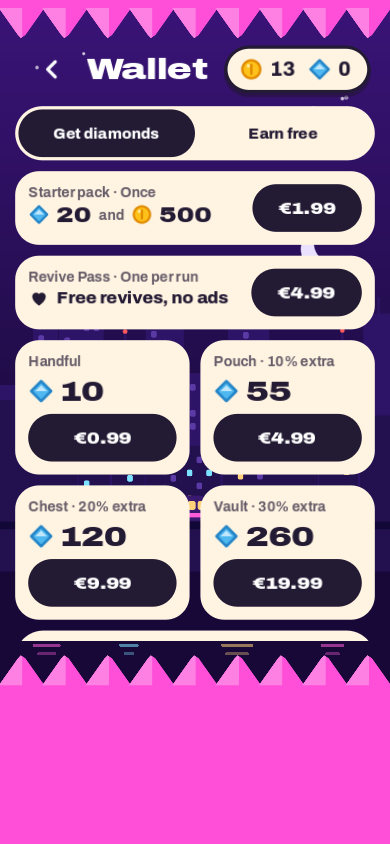 Wallet
13
0
Get diamonds
Earn free
Starter pack · Once
20 and 500
€1.99
Revive Pass · One per run
Free revives, no ads
€4.99
Handful
10
€0.99
Pouch · 10% extra
55
€4.99
Chest · 20% extra
120
€9.99
Vault · 30% extra
260
€19.99